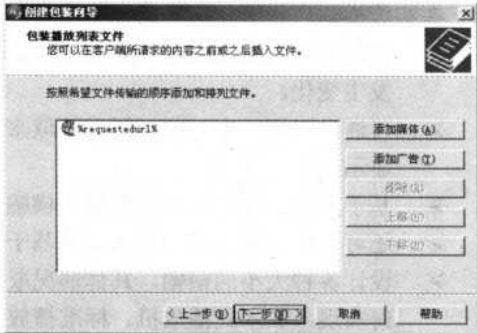 创建包装向导
包装播放列表文件
您可以在客户端所请求的内容之前或之后插入文件。
按照希望文件传输的顺序添加和排列文件。
%requestedurl%
添加媒体(A)
添加广告(T)
删除(R)
上移(U)
下移(O)
<上一步(B) 下一步(N)> 取消 帮助